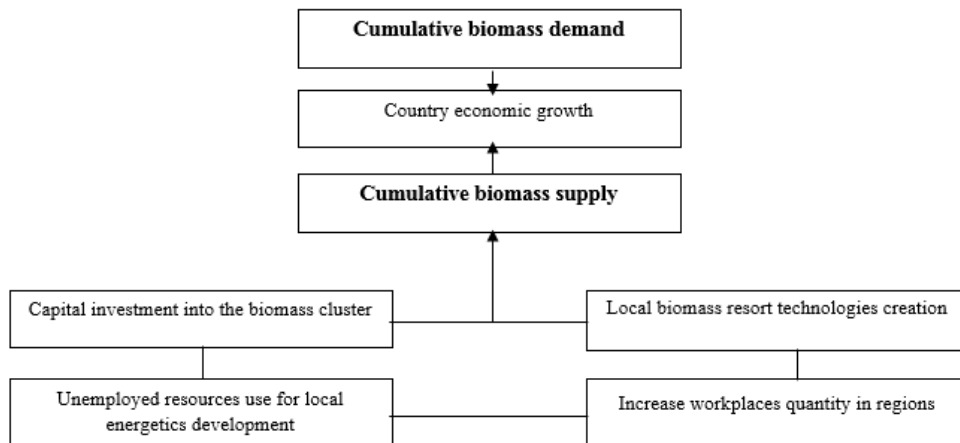 Cumulative biomass demand
Country economic growth
Cumulative biomass supply
Capital investment into the biomass cluster
Local biomass resort technologies creation
Unemployed resources use for local
energetics development
Increase workplaces quantity in regions